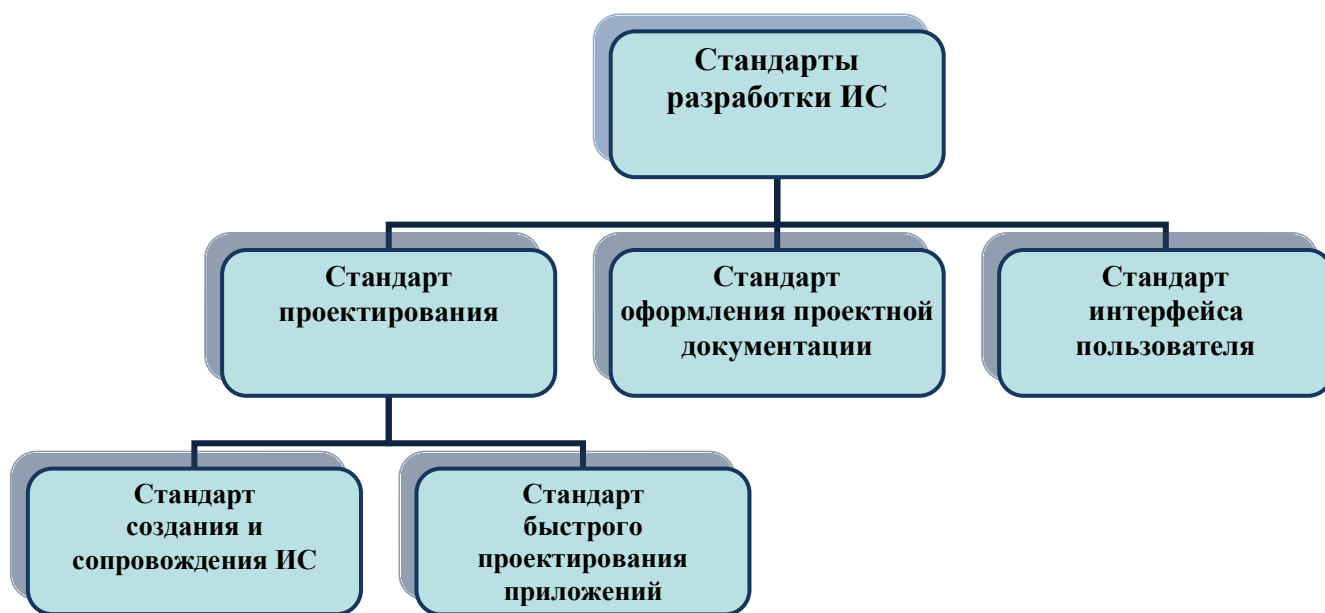 Стандарты
разработки ИС
Стандарт
проектирования
Стандарт
оформления проектной
документации
Стандарт
интерфейса
пользователя
Стандарт
создания и
сопровождения ИС
Стандарт
быстрого
проектирования
приложений